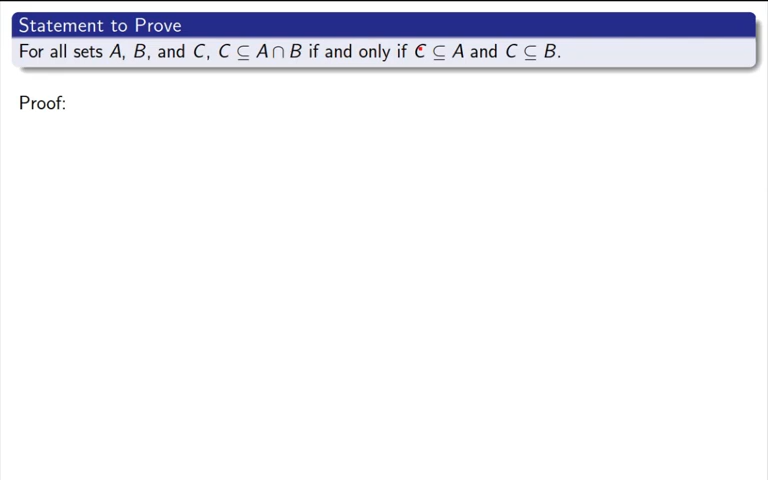 Statement to Prove
For all sets A, B, and C, C ⊆ A ∩ B if and only if C ⊆ A and C ⊆ B.
Proof: